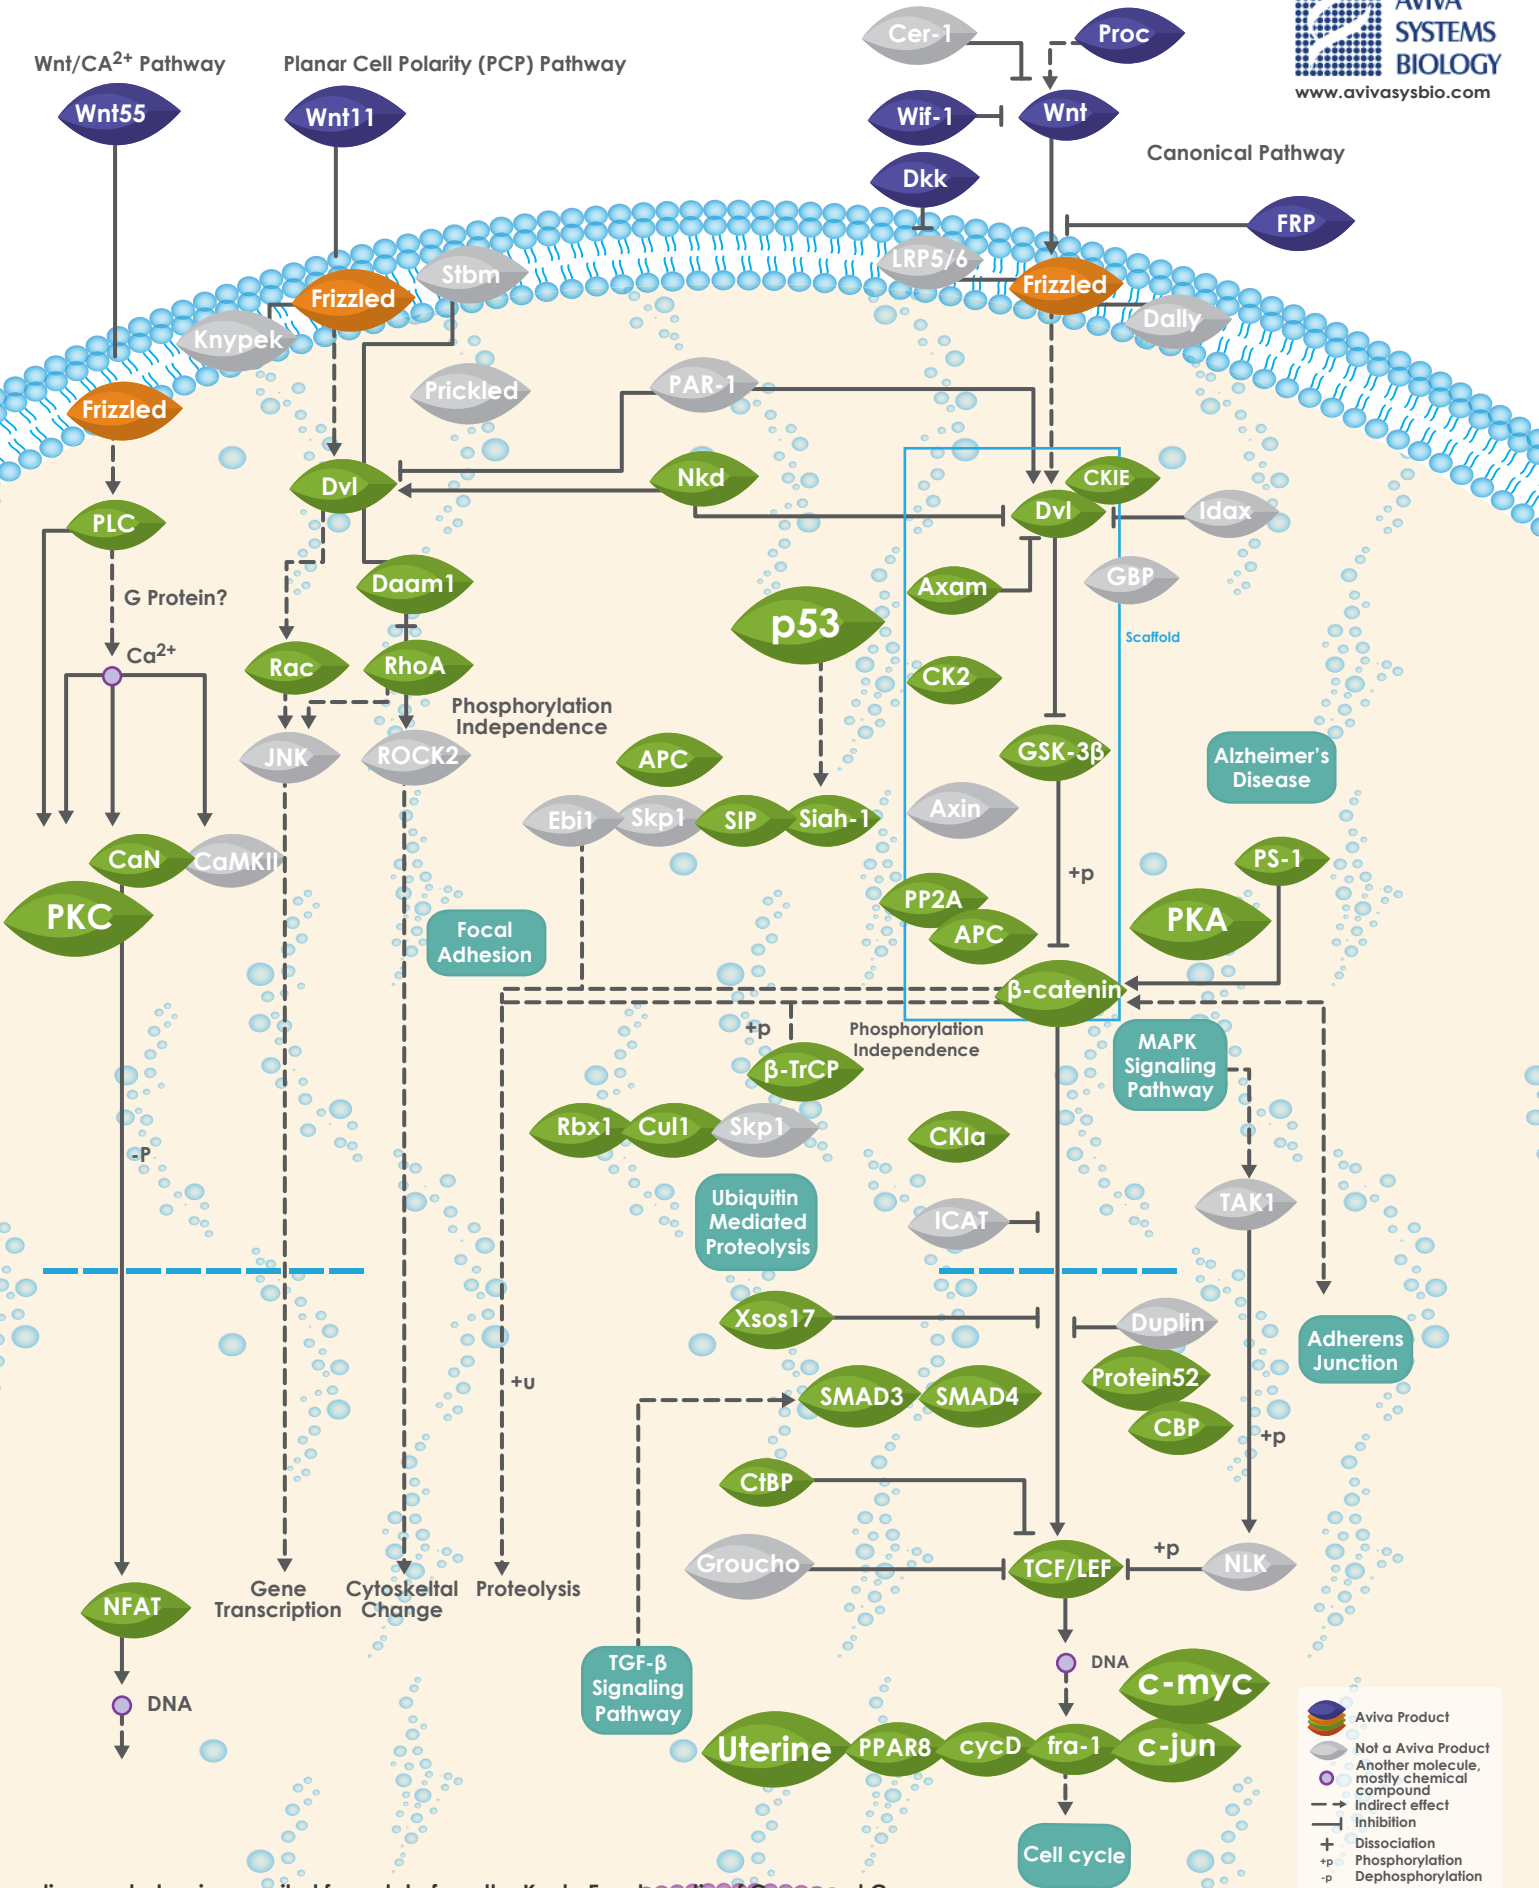 AVIVA
SYSTEMS
BIOLOGY
www.avivasysbio.com
Wnt/CA2+ Pathway
Planar Cell Polarity (PCP) Pathway
Canonical Pathway
Cer-1
Proc
Wnt55
Wnt11
Wif-1
Wnt
Dkk
FRP
LRP5/6
Frizzled
Stbm
Frizzled
Dally
Knypek
Frizzled
Prickled
PAR-1
Nkd
CKIE
Dvl
Dvl
Idax
PLC
Daam1
Axam
GBP
G Protein?
p53
Scaffold
Ca2+
Rac
RhoA
CK2
Phosphorylation
Independence
JNK
ROCK2
APC
GSK-3β
Alzheimer's
Disease
Ebi1
Skp1
SIP
Siah-1
Axin
CaN
CaMKII
+p
PS-1
PKC
PP2A
PKA
Focal
Adhesion
APC
β-catenin
+p
Phosphorylation
Independence
MAPK
Signaling
Pathway
β-TrCP
Rbx1
Cul1
Skp1
CKIa
-P
Ubiquitin
Mediated
Proteolysis
ICAT
TAK1
Xsos17
Duplin
Adherens
Junction
+u
SMAD3
SMAD4
Protein52
CBP
+p
CtBP
Groucho
TCF/LEF
+p
NLK
Gene
Transcription
Cytoskeltal
Change
Proteolysis
NFAT
DNA
TGF-β
Signaling
Pathway
DNA
c-myc
Uterine
PPAR8
cycD
fra-1
c-jun
Cell cycle
Aviva Product
Not a Aviva Product
Another molecule,
mostly chemical
compound
Indirect effect
Inhibition
+ Dissociation
+p Phosphorylation
-p Dephosphorylation